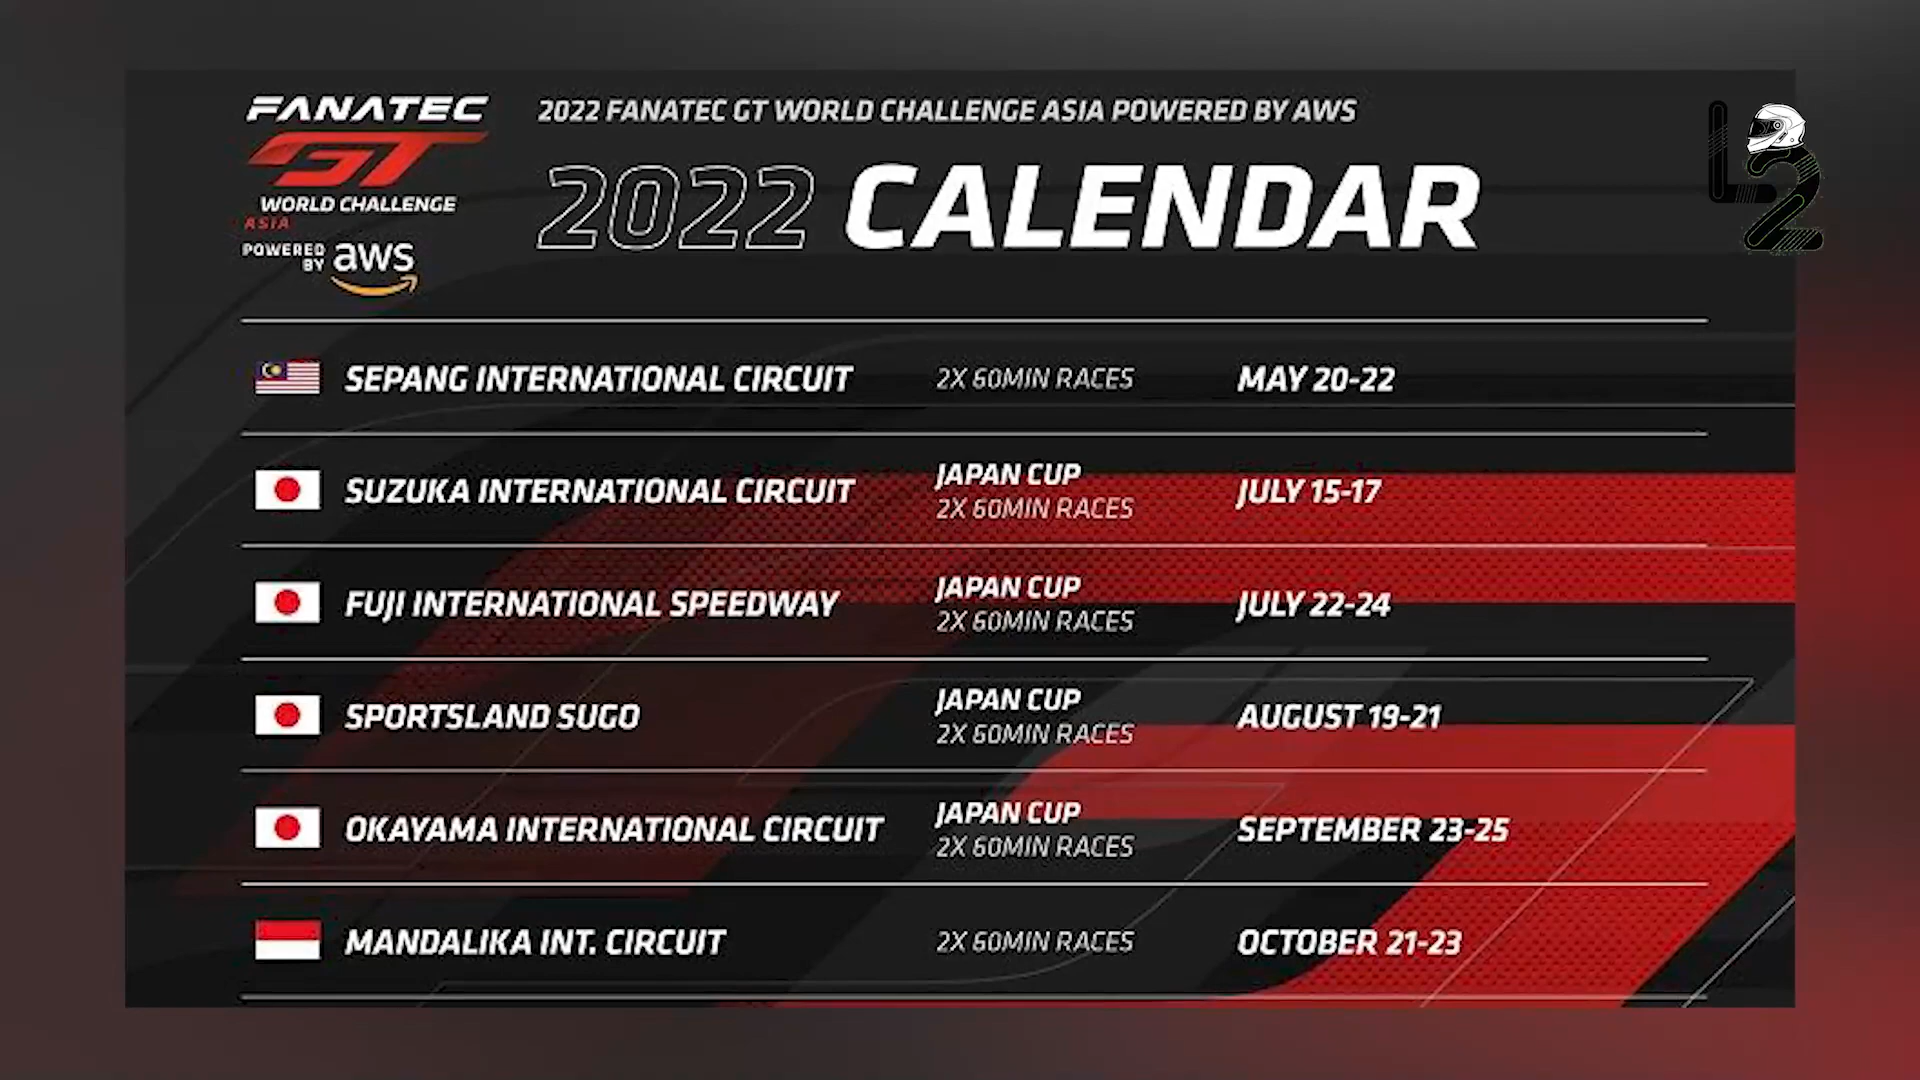 FANATEC
GT
WORLD CHALLENGE
ASIA
POWERED
BY aws
2022 FANATEC GT WORLD CHALLENGE ASIA POWERED BY AWS
2022 CALENDAR
L2
SEPANG INTERNATIONAL CIRCUIT 2X 60MIN RACES MAY 20-22
SUZUKA INTERNATIONAL CIRCUIT JAPAN CUP JULY 15-17
2X 60MIN RACES
FUJI INTERNATIONAL SPEEDWAY JAPAN CUP JULY 22-24
2X 60MIN RACES
SPORTSLAND SUGO JAPAN CUP AUGUST 19-21
2X 60MIN RACES
OKAYAMA INTERNATIONAL CIRCUIT JAPAN CUP SEPTEMBER 23-25
2X 60MIN RACES
MANDALIKA INT. CIRCUIT 2X 60MIN RACES OCTOBER 21-23